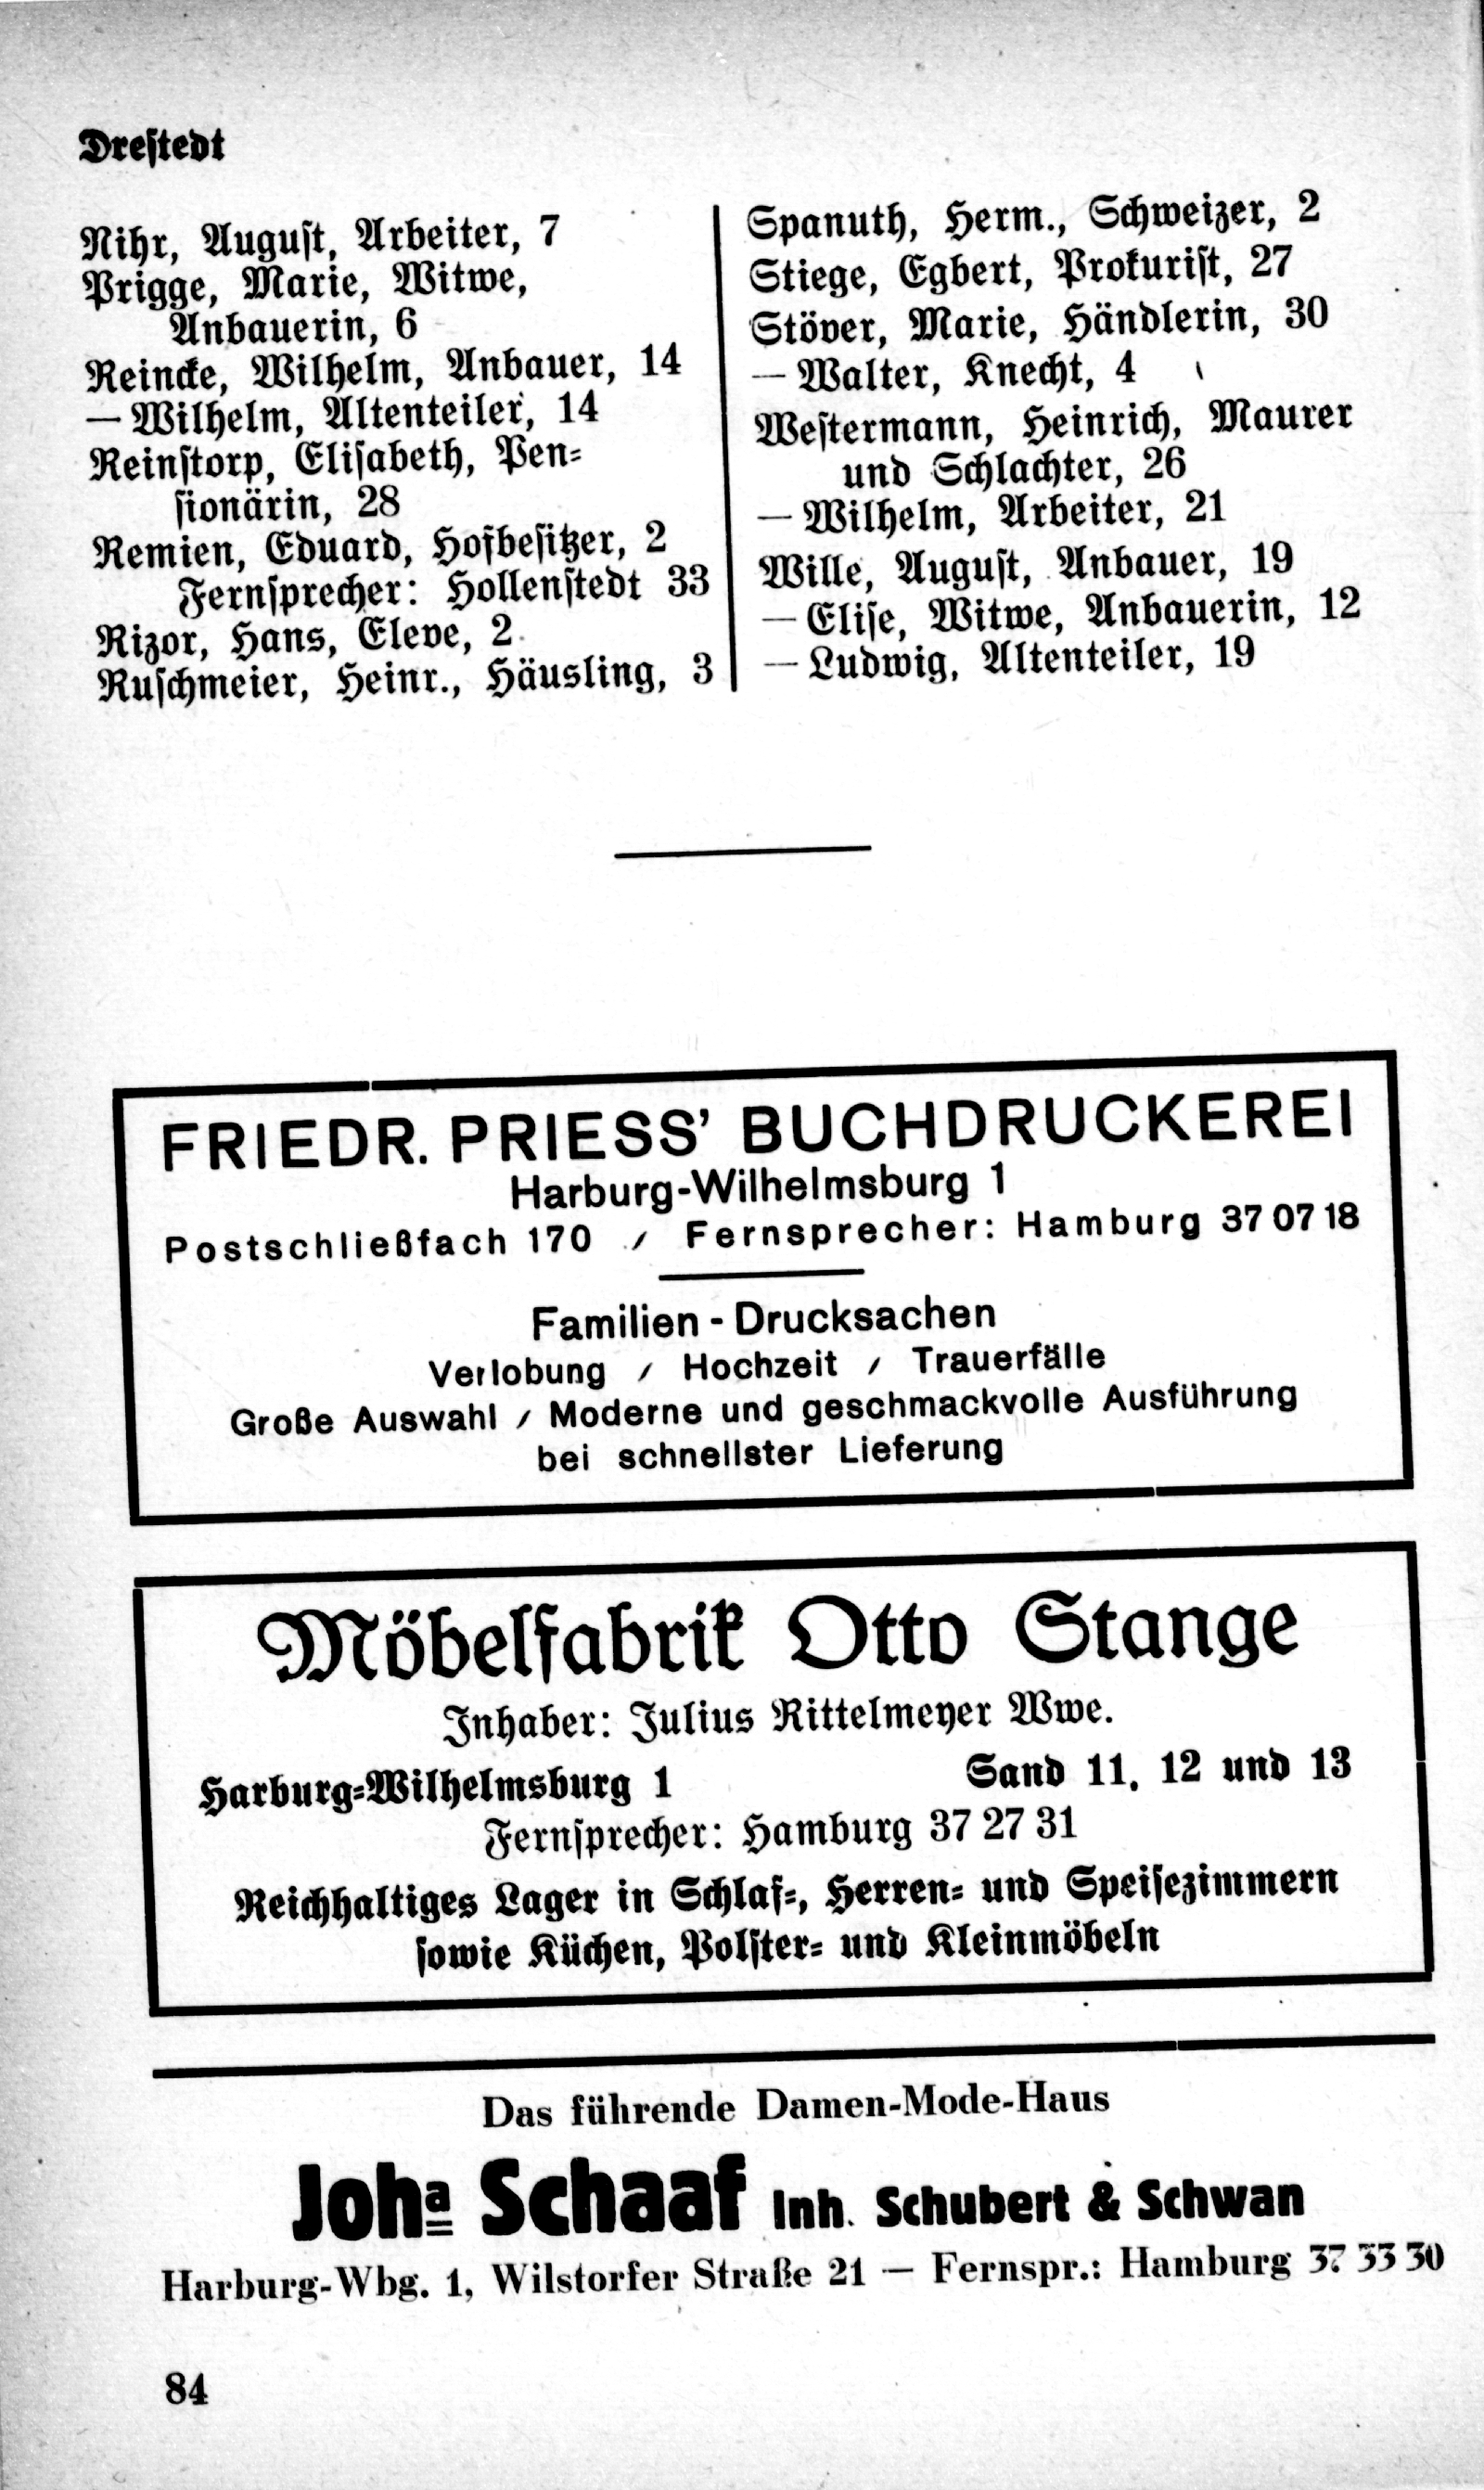 Drestedt
Nihr, August, Arbeiter, 7
Prigge, Marie, Witwe,
Anbauerin, 6
Reincke, Wilhelm, Anbauer, 14
— Wilhelm, Altenteiler, 14
Reinstorp, Elisabeth, Pen-
sionärin, 28
Remien, Eduard, Hofbesitzer, 2
Fernsprecher: Hollenstedt 33
Rizor, Hans, Eleve, 2
Ruschmeier, Heinr., Häusling, 3
Spanuth, Herm., Schweizer, 2
Stiege, Egbert, Prokurist, 27
Stöver, Marie, Händlerin, 30
— Walter, Knecht, 4
Westermann, Heinrich, Maurer
und Schlachter, 26
— Wilhelm, Arbeiter, 21
Wille, August, Anbauer, 19
— Elise, Witwe, Anbauerin, 12
— Ludwig, Altenteiler, 19
FRIEDR. PRIESS' BUCHDRUCKEREI
Harburg-Wilhelmsburg 1
Postschließfach 170 / Fernsprecher: Hamburg 37 07 18
Familien - Drucksachen
Verlobung / Hochzeit / Trauerfälle
Große Auswahl / Moderne und geschmackvolle Ausführung
bei schnellster Lieferung
Möbelfabrik Otto Stange
Inhaber: Julius Rittelmeyer Wwe.
Harburg-Wilhelmsburg 1 Sand 11, 12 und 13
Fernsprecher: Hamburg 37 27 31
Reichhaltiges Lager in Schlaf-, Herren- und Speisezimmern
sowie Küchen, Polster- und Kleinmöbeln
Das führende Damen-Mode-Haus
Joha Schaaf Inh. Schubert & Schwan
Harburg-Wbg. 1, Wilstorfer Straße 21 — Fernspr.: Hamburg 37 33 30
84